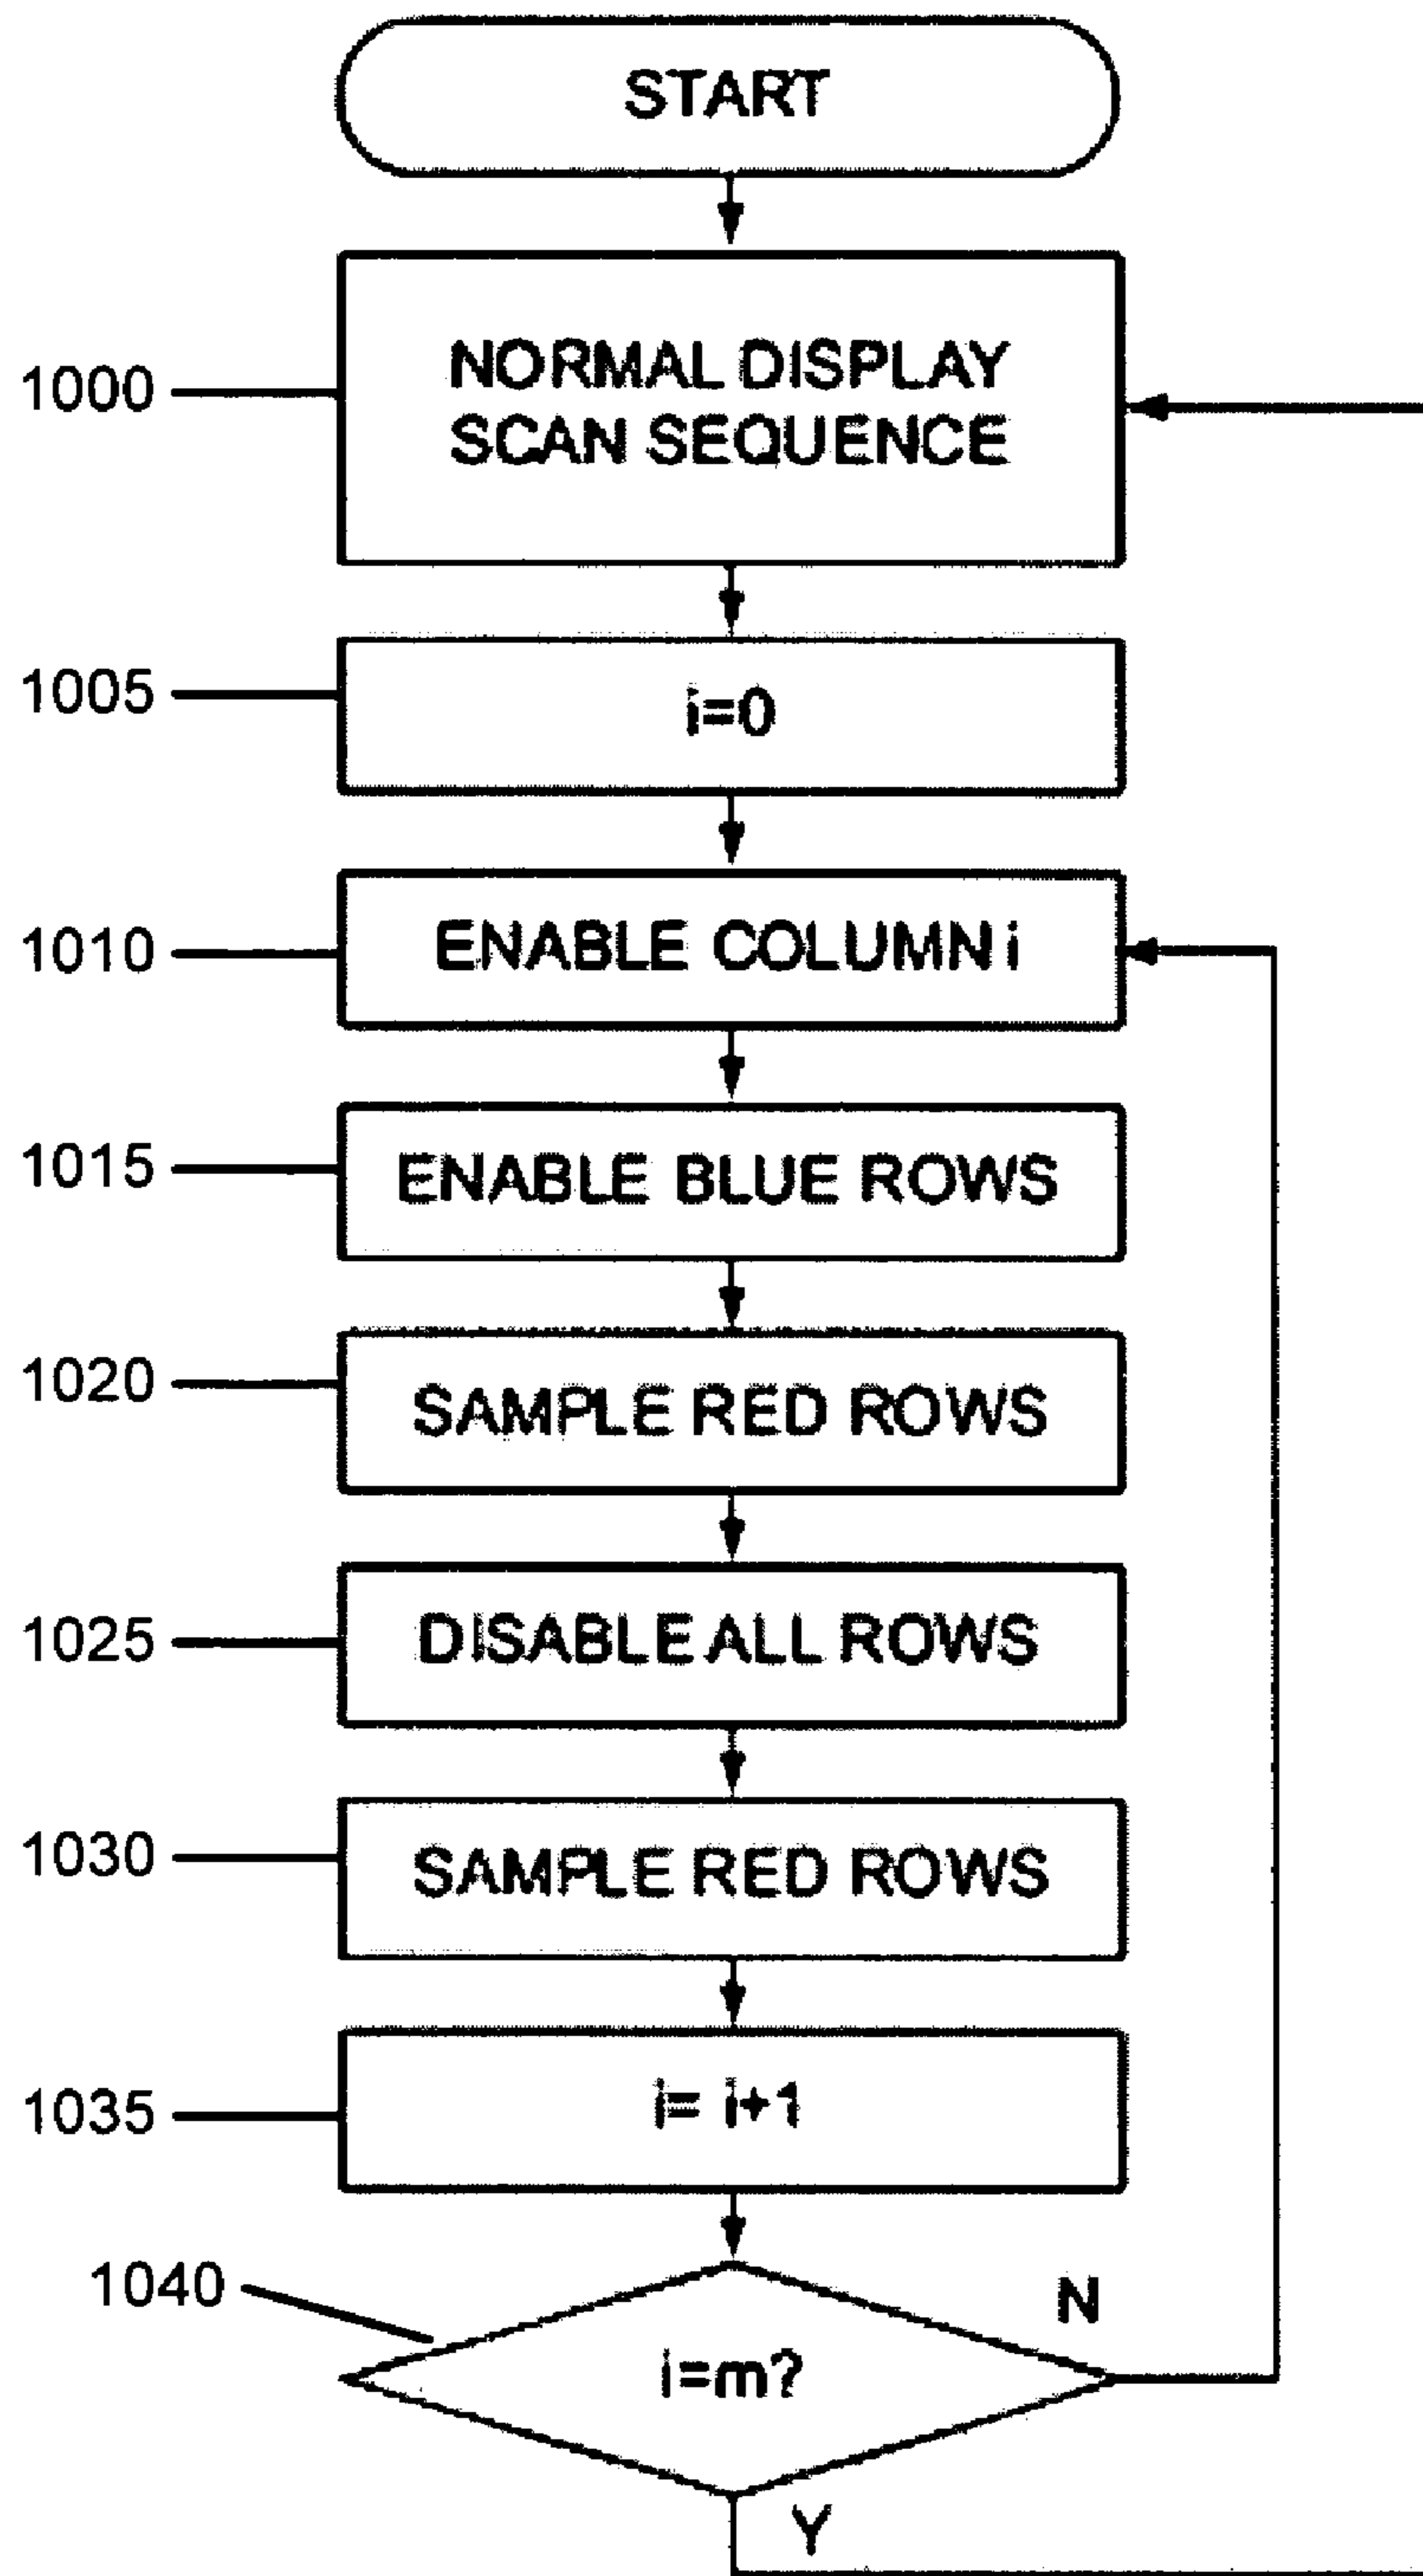 START
1000
NORMAL DISPLAY
SCAN SEQUENCE
1005
i=0
1010
ENABLE COLUMN i
1015
ENABLE BLUE ROWS
1020
SAMPLE RED ROWS
1025
DISABLE ALL ROWS
1030
SAMPLE RED ROWS
1035
i= i+1
1040
N
i=m?
Y